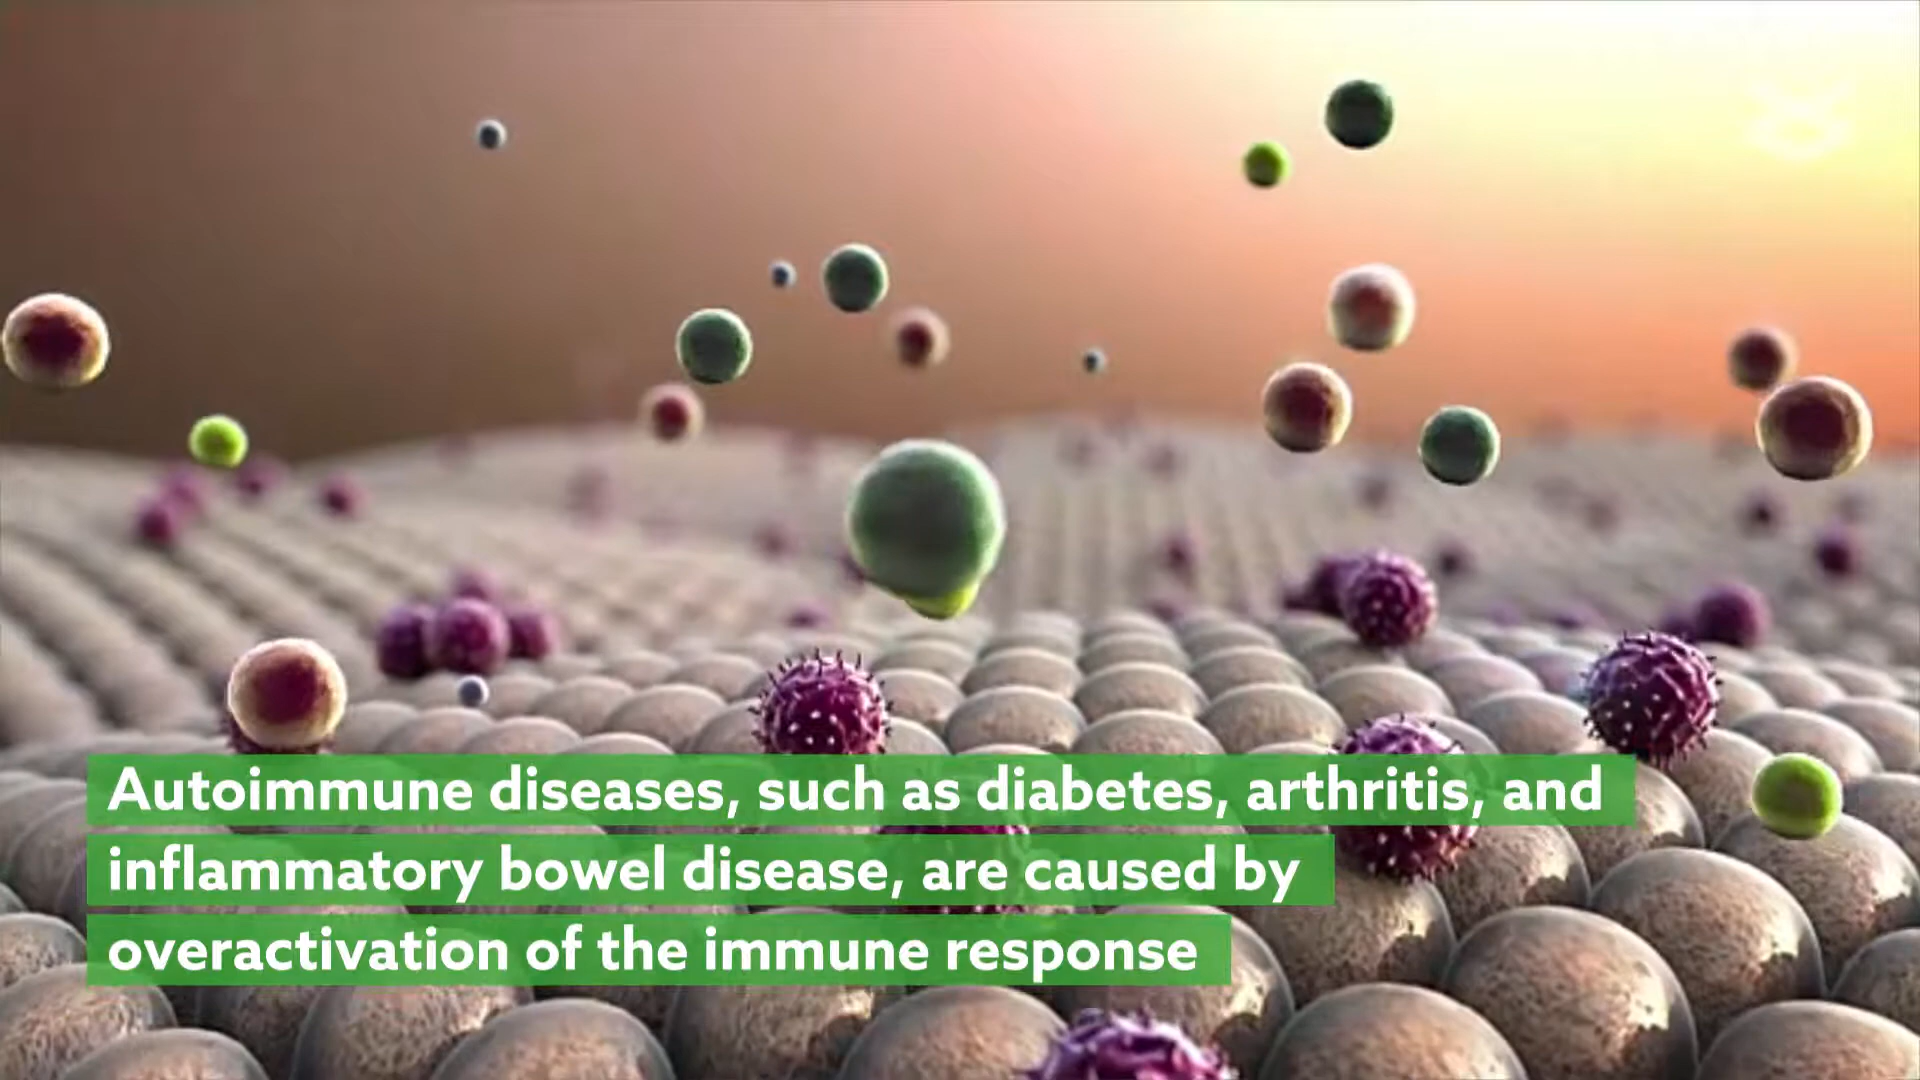 Autoimmune diseases, such as diabetes, arthritis, and
inflammatory bowel disease, are caused by
overactivation of the immune response